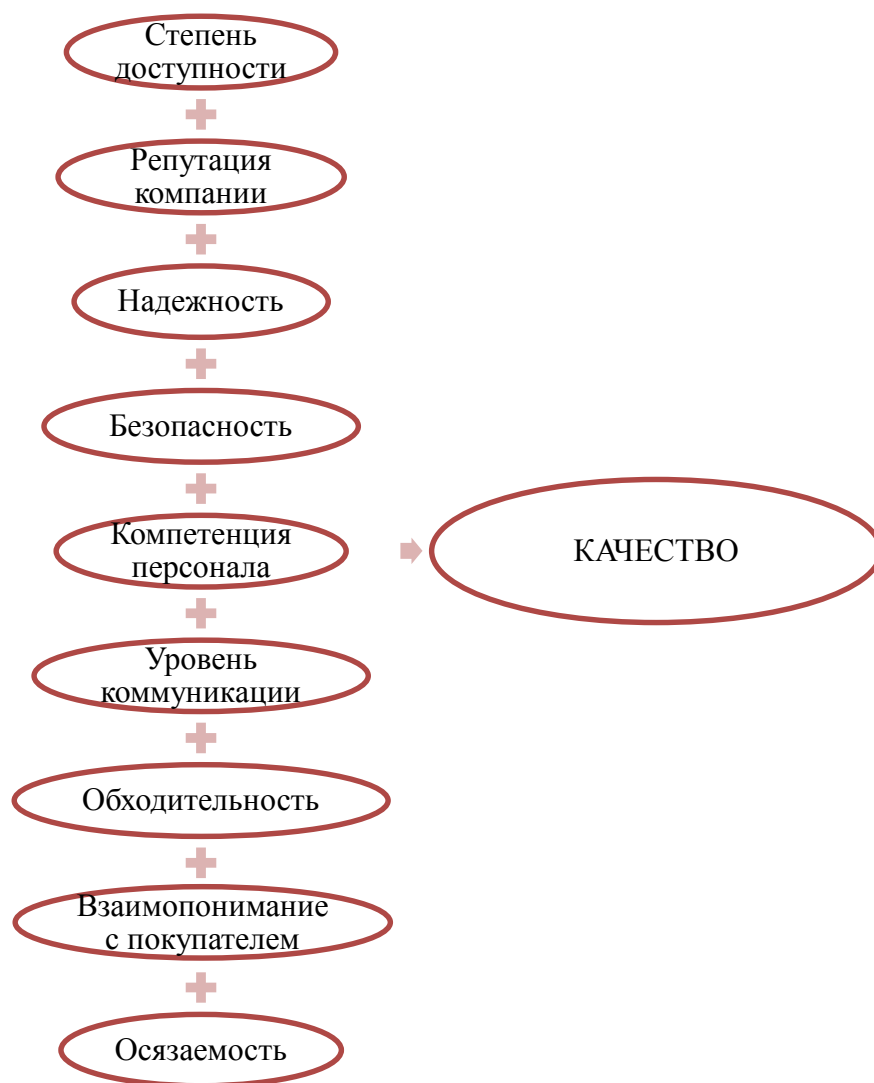 Степень
доступности
Репутация
компании
Надежность
Безопасность
Компетенция
персонала
КАЧЕСТВО
Уровень
коммуникации
Обходительность
Взаимопонимание
с покупателем
Осязаемость